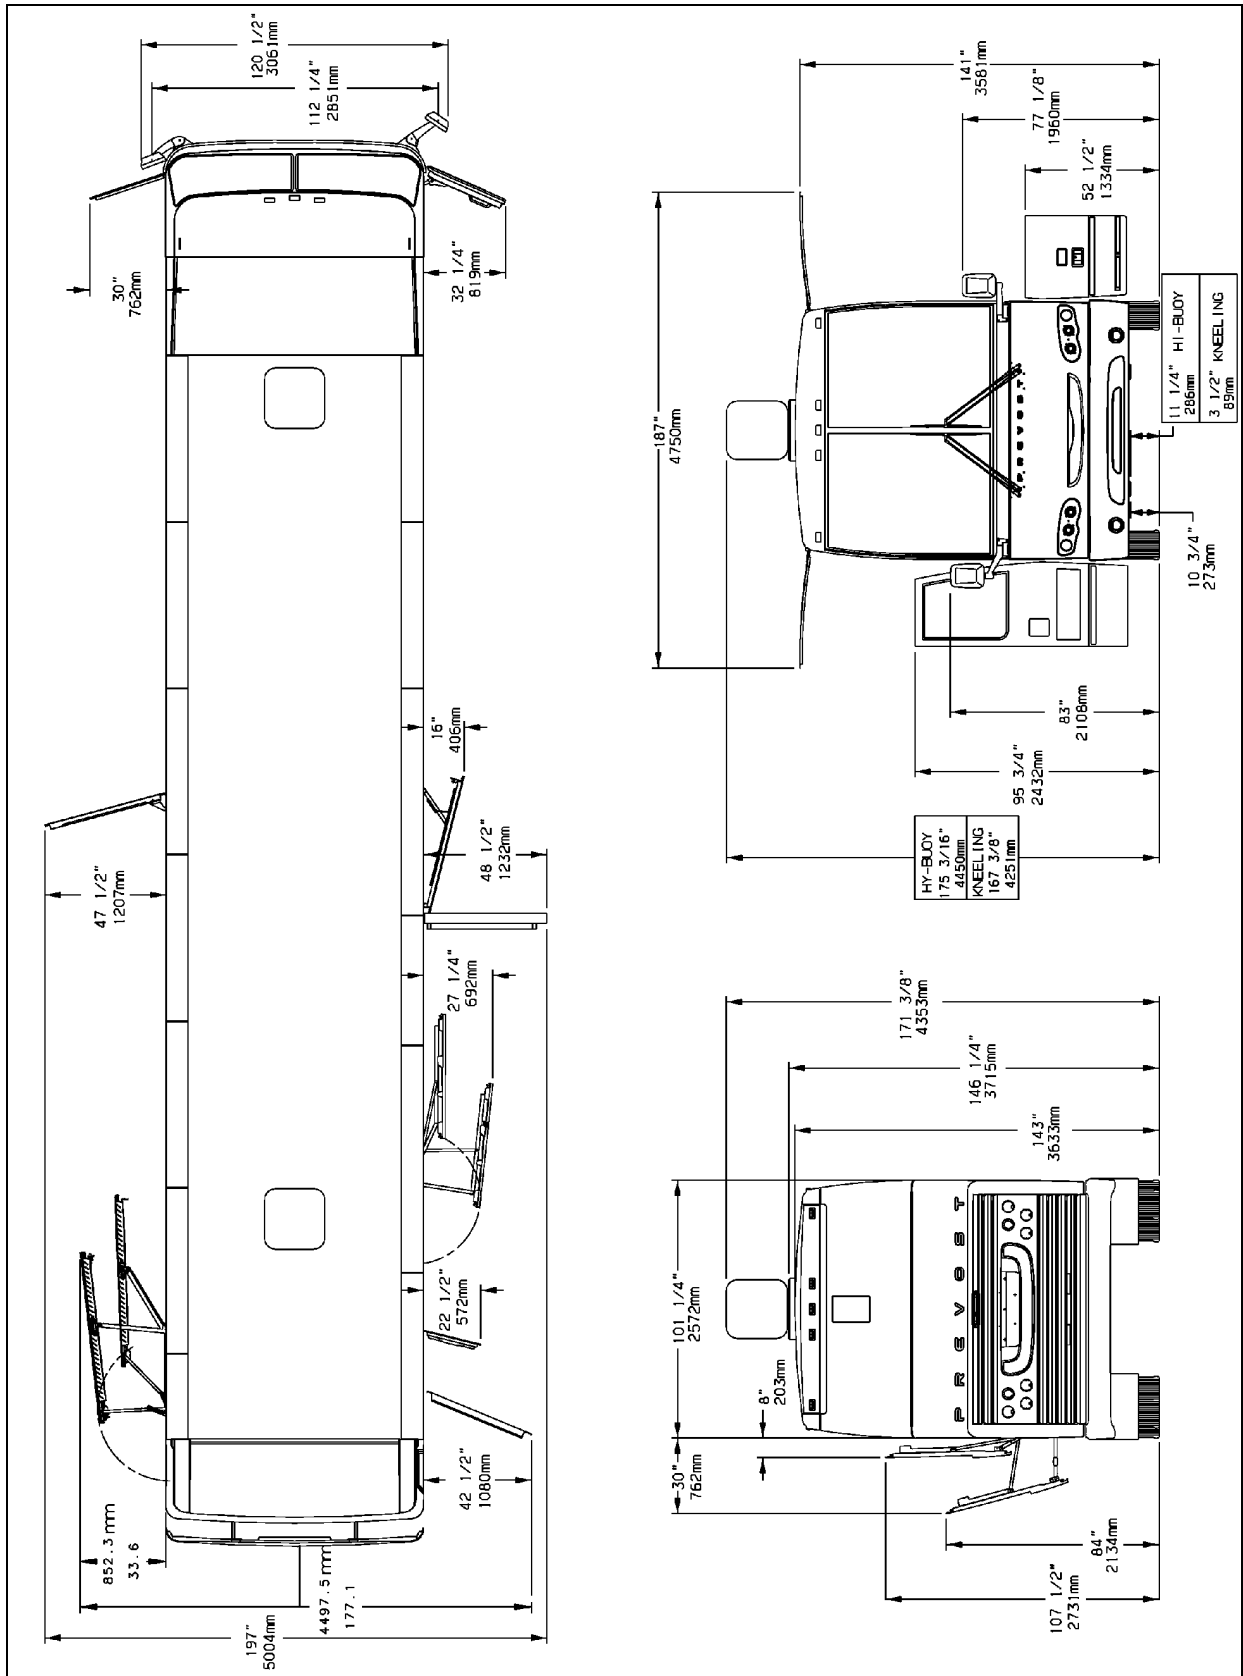 120 1/2"
3061mm
112 1/4"
2851mm
30"
762mm
32 1/4"
819mm
16"
406mm
47 1/2"
1207mm
48 1/2"
1232mm
27 1/4"
692mm
22 1/2"
572mm
42 1/2"
1080mm
852.3 mm
33.6
4497.5 mm
177.1
197"
5004mm
141"
3581mm
77 1/8"
1960mm
52 1/2"
1334mm
187"
4750mm
PREVOST
11 1/4" HI-BUOY
286mm
3 1/2" KNEELING
89mm
10 3/4"
273mm
83"
2108mm
95 3/4"
2432mm
HY-BUOY
175 3/16"
4450mm
KNEELING
167 3/8"
4251mm
171 3/8"
4353mm
146 1/4"
3715mm
143"
3633mm
101 1/4"
2572mm
PREVOST
8"
203mm
30"
762mm
84"
2134mm
107 1/2"
2731mm